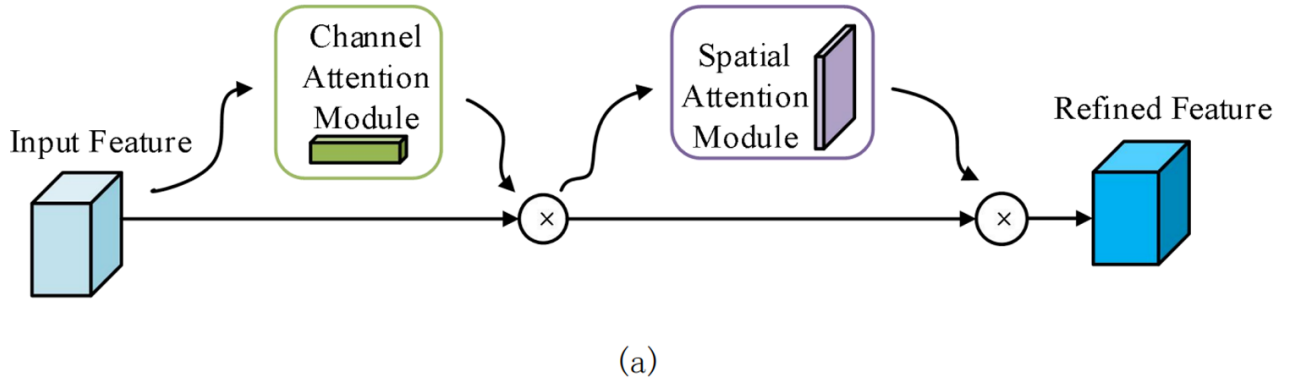 Input Feature
Channel
Attention
Module
×
Spatial
Attention
Module
×
Refined Feature
(a)